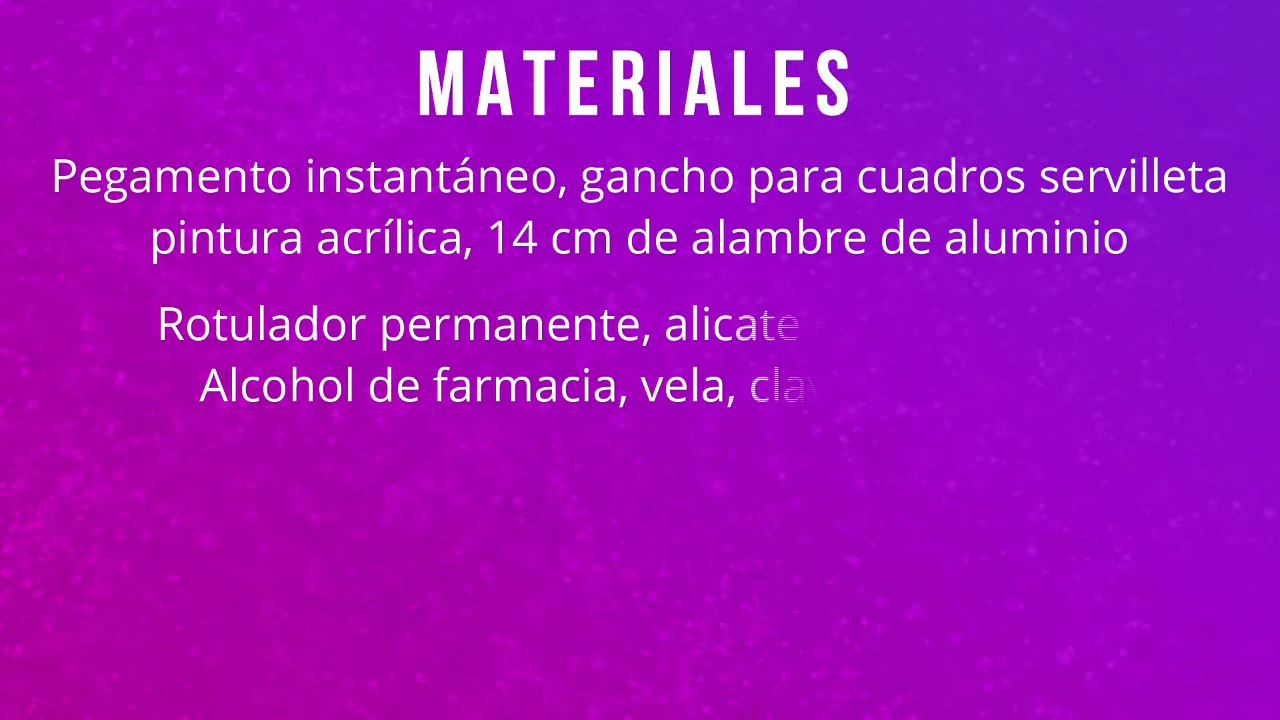 MATERIALES
Pegamento instantáneo, gancho para cuadros servilleta
pintura acrílica, 14 cm de alambre de aluminio
Rotulador permanente, alicate
Alcohol de farmacia, vela,